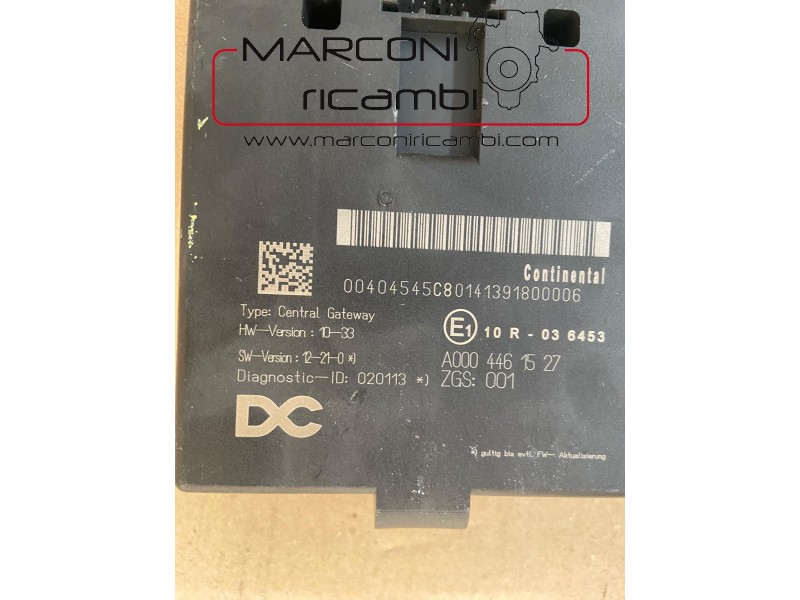 MARCONI
ricambi
www.marconiricambi.com
Continental
00404545C80141391800006
Type: Central Gateway
HW-Version : 10-33
E1 10 R - 03 6453
SW-Version : 12-21-0 *)
A000 446 15 27
Diagnostic-ID: 020113 *)
ZGS: 001
DC
*) gultig bis evtl. FW- Aktualisierung